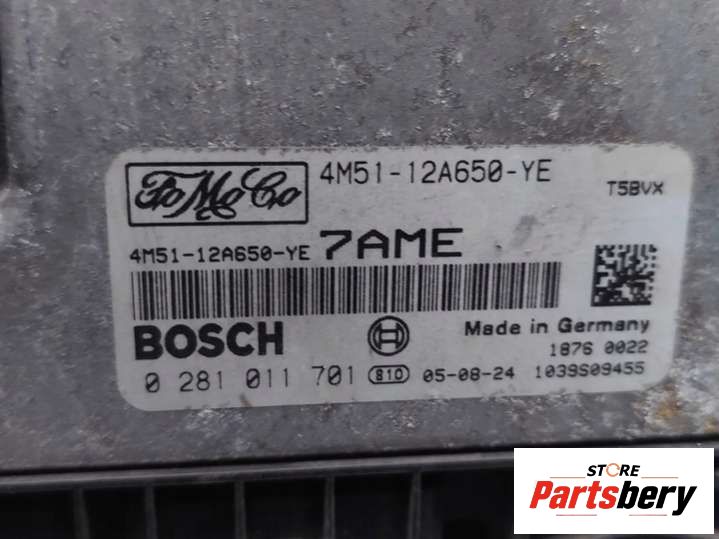 FoMoCo 4M51-12A650-YE T5BVX
4M51-12A650-YE 7AME
BOSCH Made in Germany
1876 0022
0 281 011 701 810 05-08-24 1039S09455
STORE
Partsbery